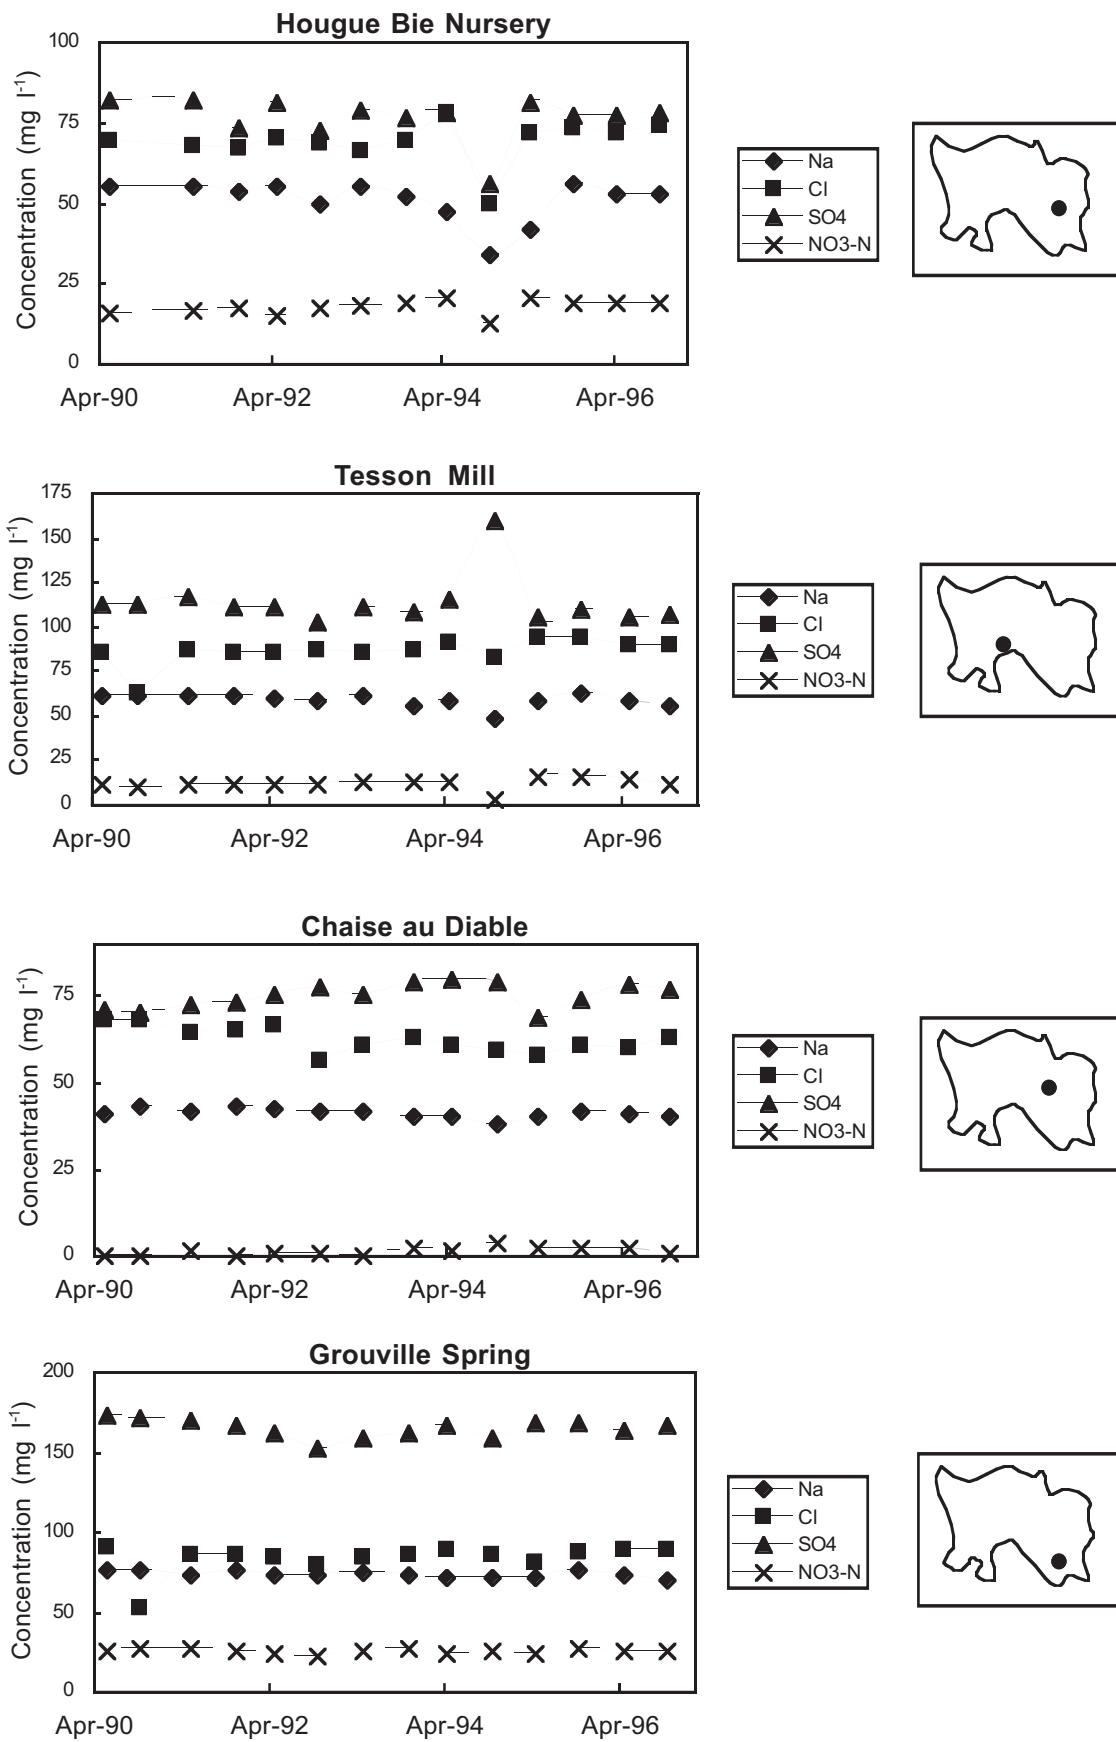 Hougue Bie Nursery
Concentration (mg l-1)
100
75
50
25
0
Apr-90 Apr-92 Apr-94 Apr-96
Na
Cl
SO4
NO3-N
Tesson Mill
Concentration (mg l-1)
175
150
125
100
75
50
25
0
Apr-90 Apr-92 Apr-94 Apr-96
Na
Cl
SO4
NO3-N
Chaise au Diable
Concentration (mg l-1)
75
50
25
0
Apr-90 Apr-92 Apr-94 Apr-96
Na
Cl
SO4
NO3-N
Grouville Spring
Concentration (mg l-1)
200
150
100
50
0
Apr-90 Apr-92 Apr-94 Apr-96
Na
Cl
SO4
NO3-N